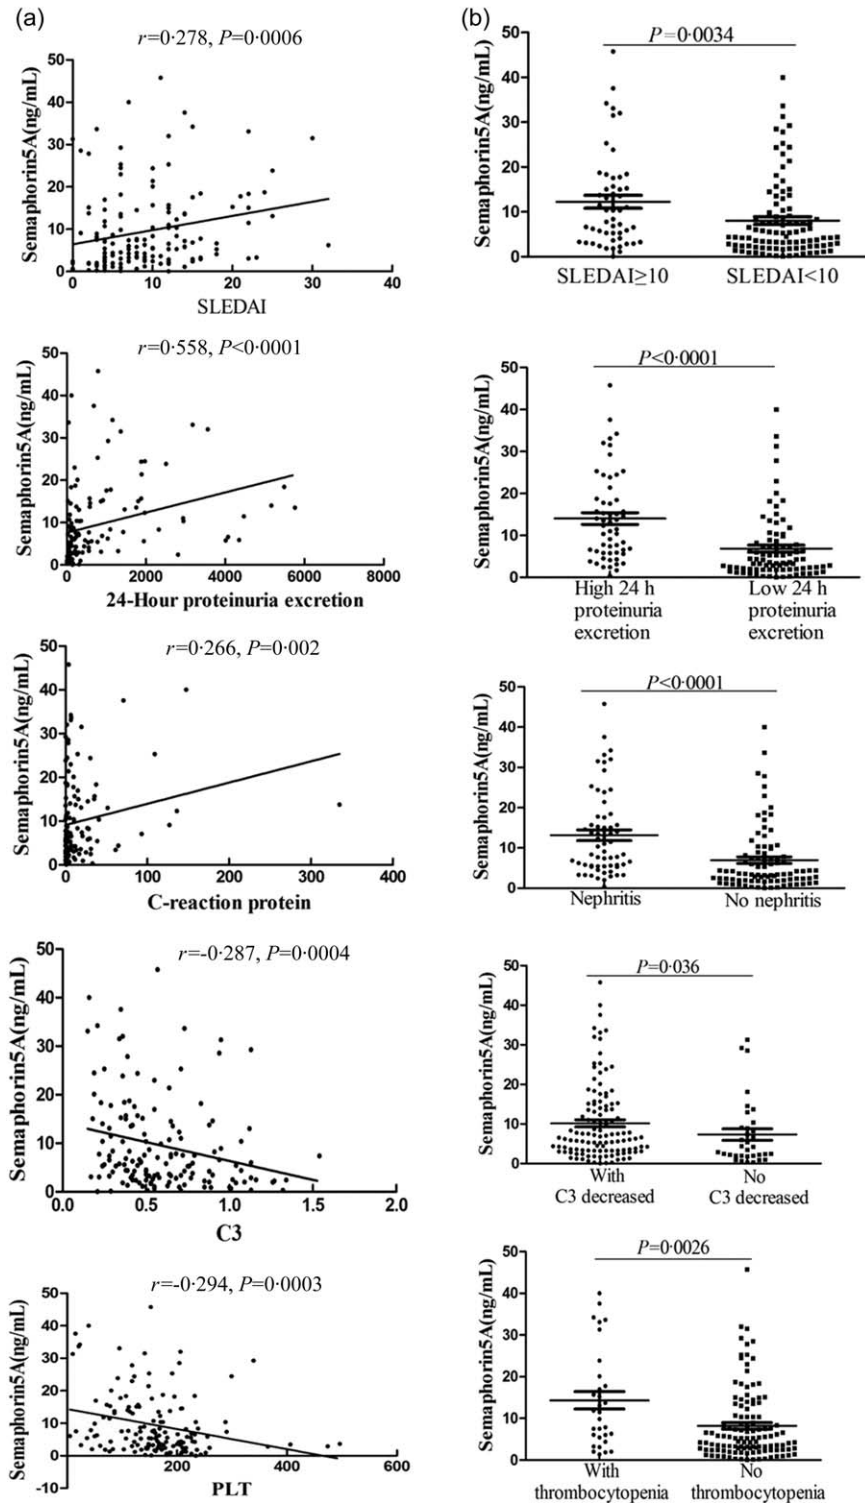 (a)
r=0·278, P=0·0006
Semaphorin5A(ng/mL)
50
40
30
20
10
0
0 10 20 30 40
SLEDAI
r=0·558, P<0·0001
Semaphorin5A(ng/mL)
50
40
30
20
10
0
0 2000 4000 6000 8000
24-Hour proteinuria excretion
r=0·266, P=0·002
Semaphorin5A(ng/mL)
50
40
30
20
10
0
0 100 200 300 400
C-reaction protein
r=-0·287, P=0·0004
Semaphorin5A(ng/mL)
50
40
30
20
10
0
0.0 0.5 1.0 1.5 2.0
C3
r=-0·294, P=0·0003
Semaphorin5A(ng/mL)
50
40
30
20
10
0
-10
200 400 600
PLT
(b)
P=0·0034
Semaphorin5A(ng/mL)
50
40
30
20
10
0
SLEDAI≥10 SLEDAI<10
P<0·0001
Semaphorin5A(ng/mL)
50
40
30
20
10
0
High 24 h Low 24 h
proteinuria proteinuria
excretion excretion
P<0·0001
Semaphorin5A(ng/mL)
50
40
30
20
10
0
Nephritis No nephritis
P=0·036
Semaphorin5A(ng/mL)
50
40
30
20
10
0
With No
C3 decreased C3 decreased
P=0·0026
Semaphorin5A(ng/mL)
50
40
30
20
10
0
With No
thrombocytopenia thrombocytopenia